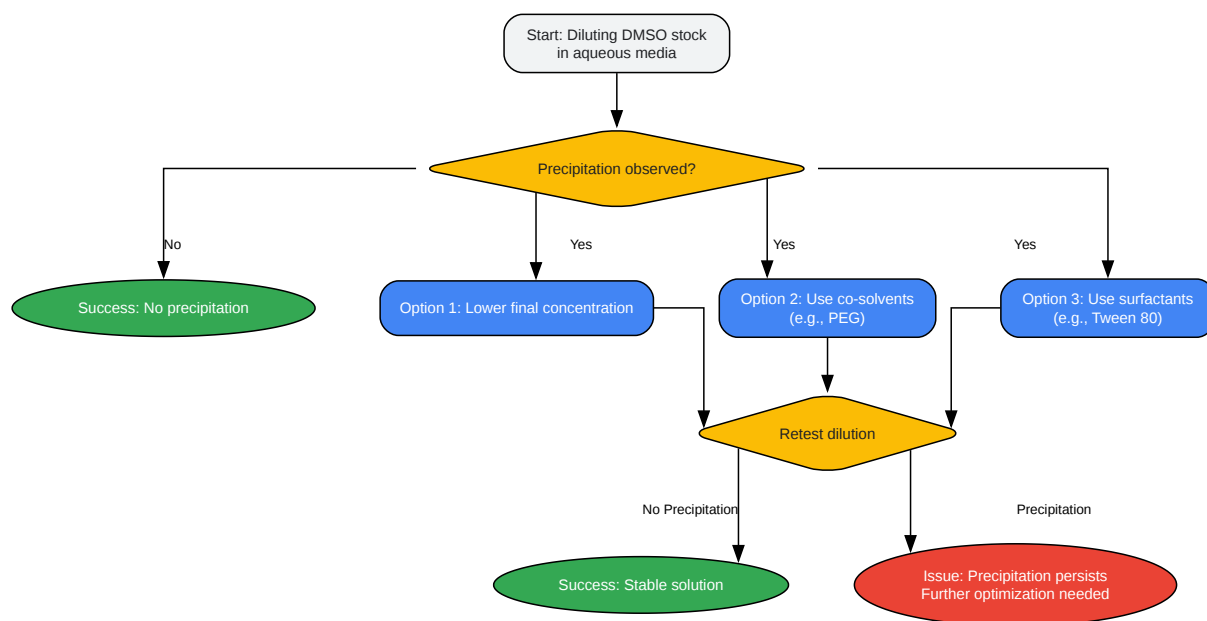 Start: Diluting DMSO stock
in aqueous media
Precipitation observed?
No
Yes
Yes
Yes
Success: No precipitation
Option 1: Lower final concentration
Option 2: Use co-solvents
(e.g., PEG)
Option 3: Use surfactants
(e.g., Tween 80)
Retest dilution
No Precipitation
Precipitation
Success: Stable solution
Issue: Precipitation persists
Further optimization needed